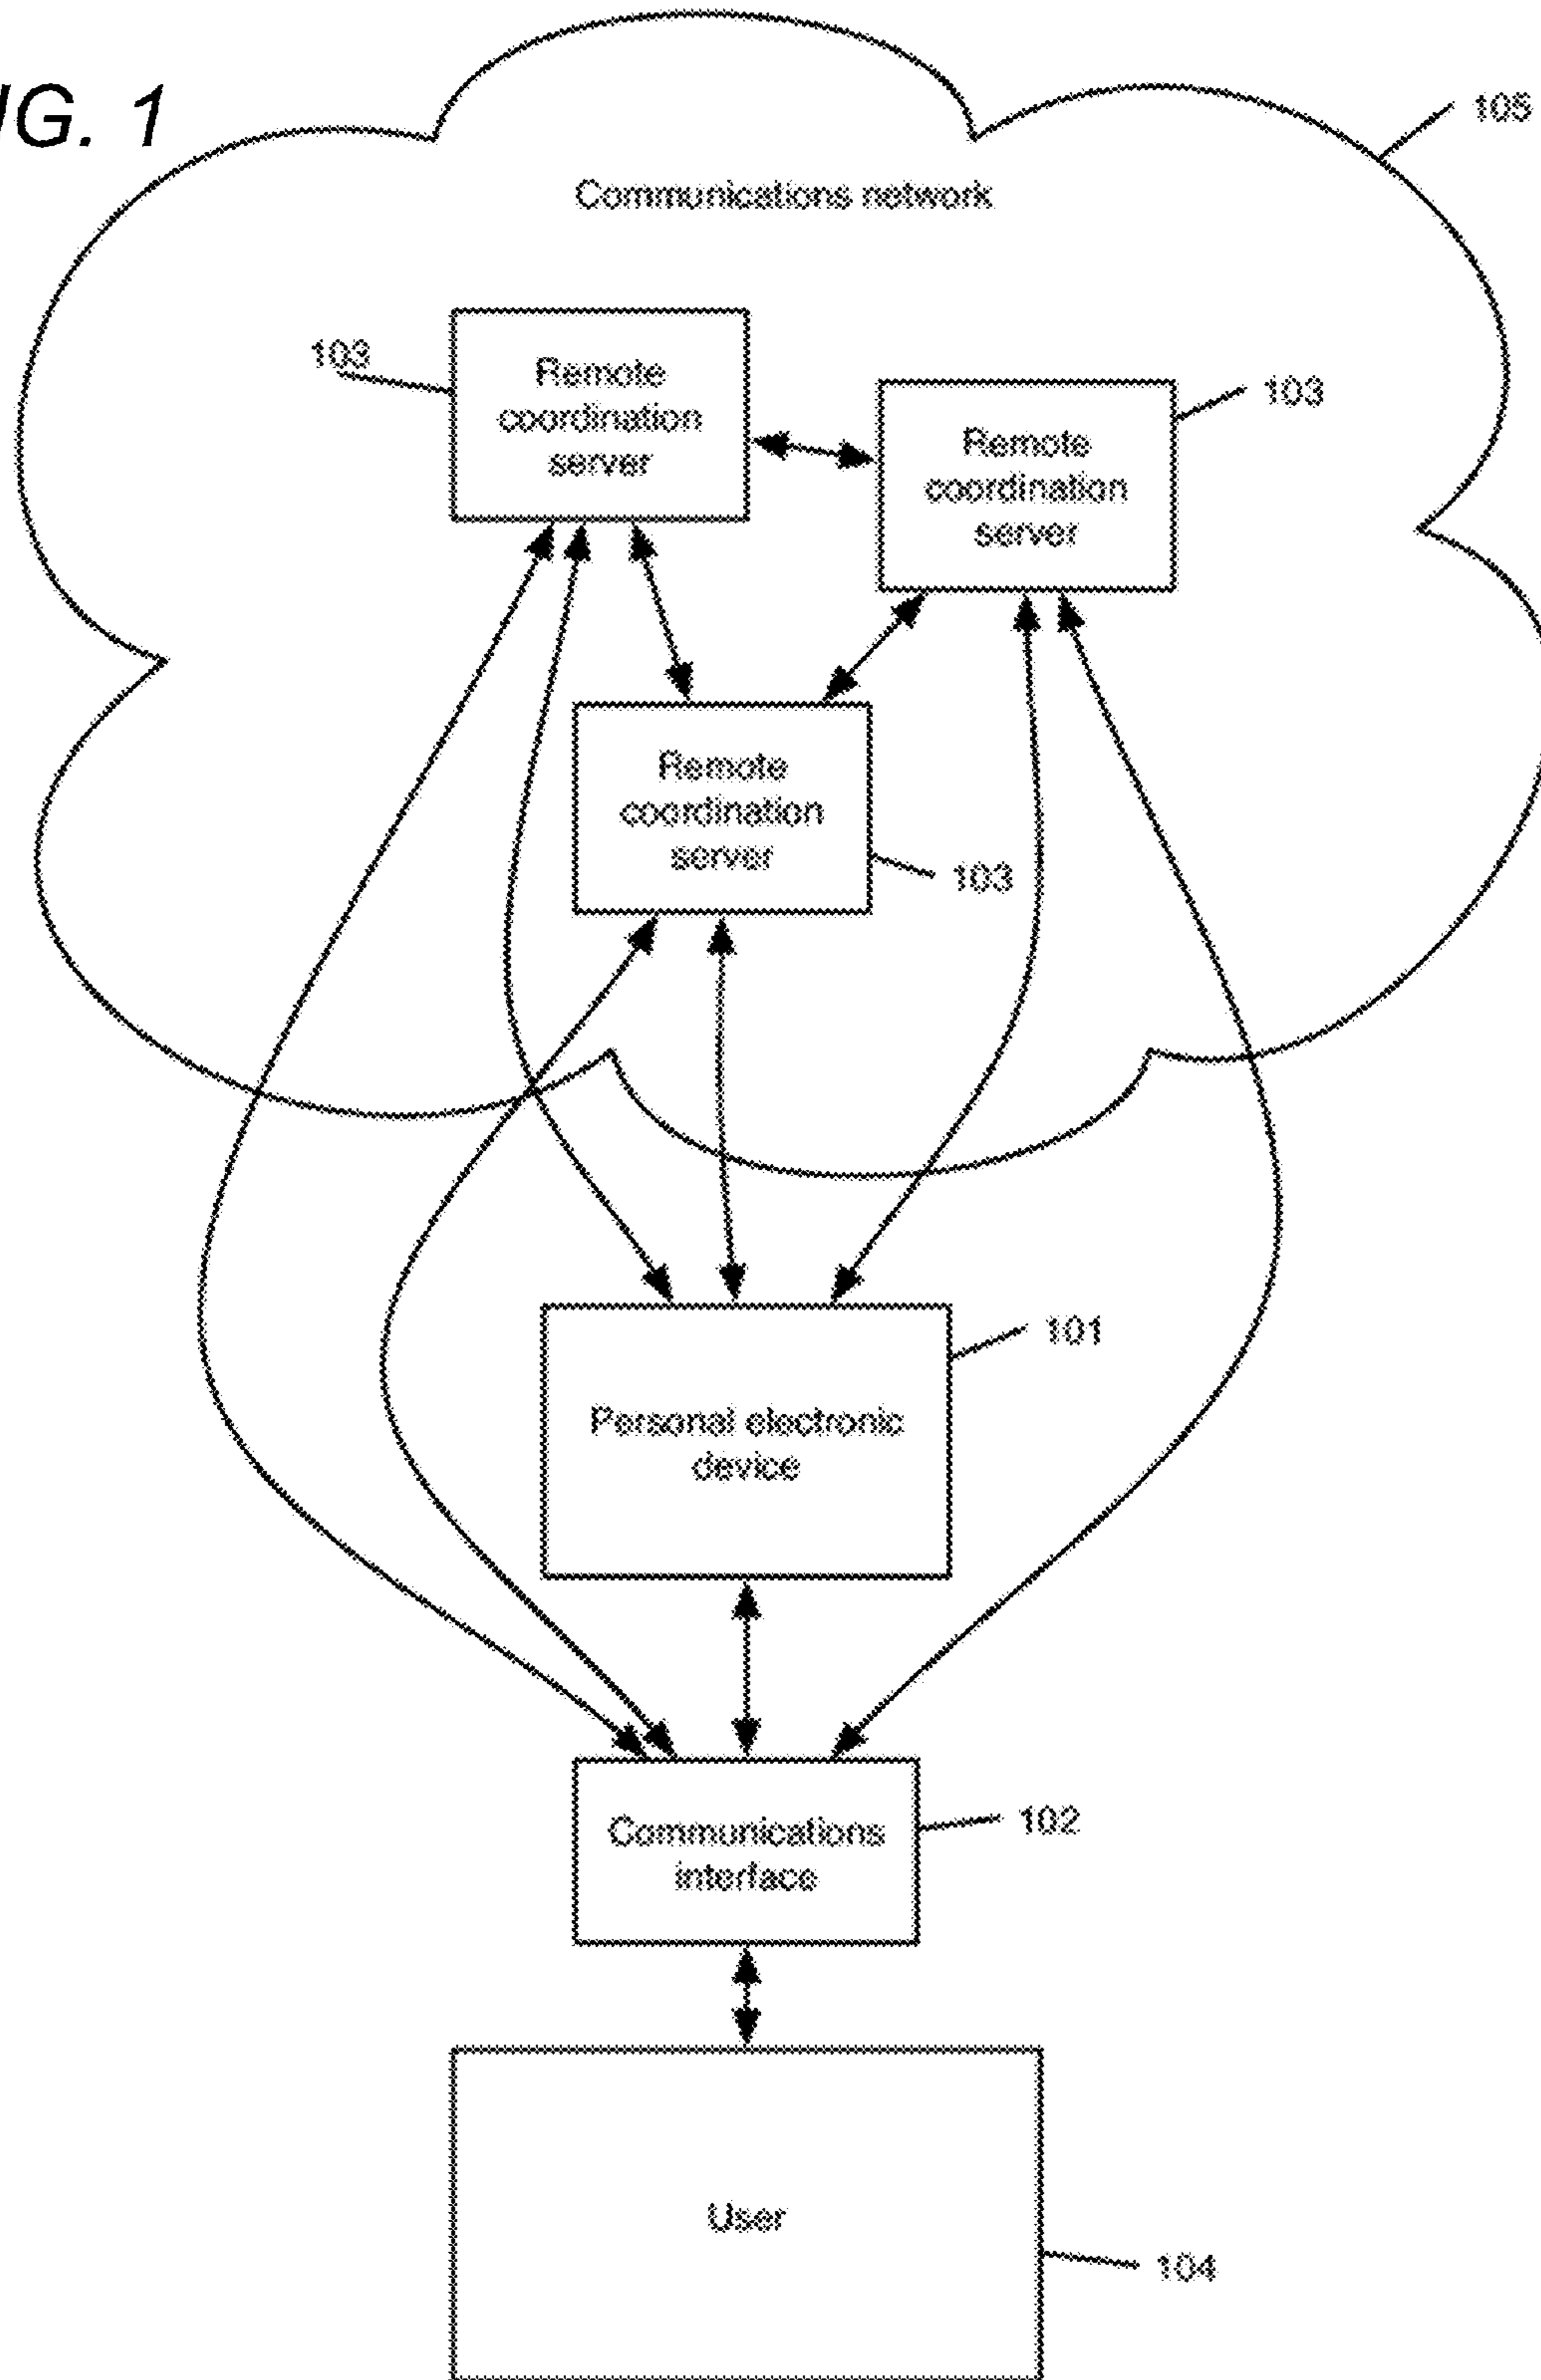 IG. 1
105
Communications network
103
Remote
coordination
server
103
Remote
coordination
server
Remote
coordination
server
103
101
Personal electronic
device
102
Communications
interface
User
104